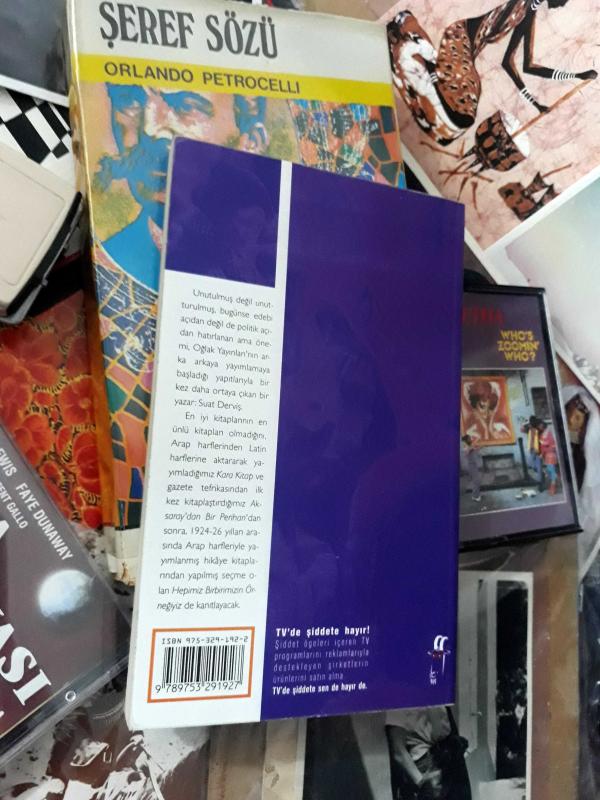 ŞEREF SÖZÜ
ORLANDO PETROCELLI
Unutulmuş değil unut-
turulmuş, bugünse edebi
açıdan değil de politik açı-
dan hatırlanan ama öne-
mi, Oğlak Yayınları'nın ar-
ka arkaya yayımlamaya
başladığı yapıtlarıyla bir
kez daha ortaya çıkan bir
yazar: Suat Derviş.
En iyi kitaplarının en
ünlü kitapları olmadığını,
Arap harflerinden Latin
harflerine aktararak ya-
yımladığımız Kara Kitap ve
gazete tefrikasından ilk
kez kitaplaştırdığımız Ak-
saray'dan Bir Perihan'dan
sonra, 1924-26 yılları ara-
sında Arap harfleriyle ya-
yımlanmış hikâye kitapla-
rından yapılmış seçme o-
lan Hepimiz Birbirimizin Ör-
neğiyiz de kanıtlayacak.
ISBN 975-329-192-2
9 789753 291927
TV'de şiddete hayır!
Şiddet ögeleri içeren TV
programlarını reklamlarıyla
destekleyen şirketlerin
ürünlerini satın alma.
TV'de şiddete sen de hayır de.
WHO'S
ZOOMIN'
WHO?
EWIS FAYE DUNAWAY
CENT GALLO